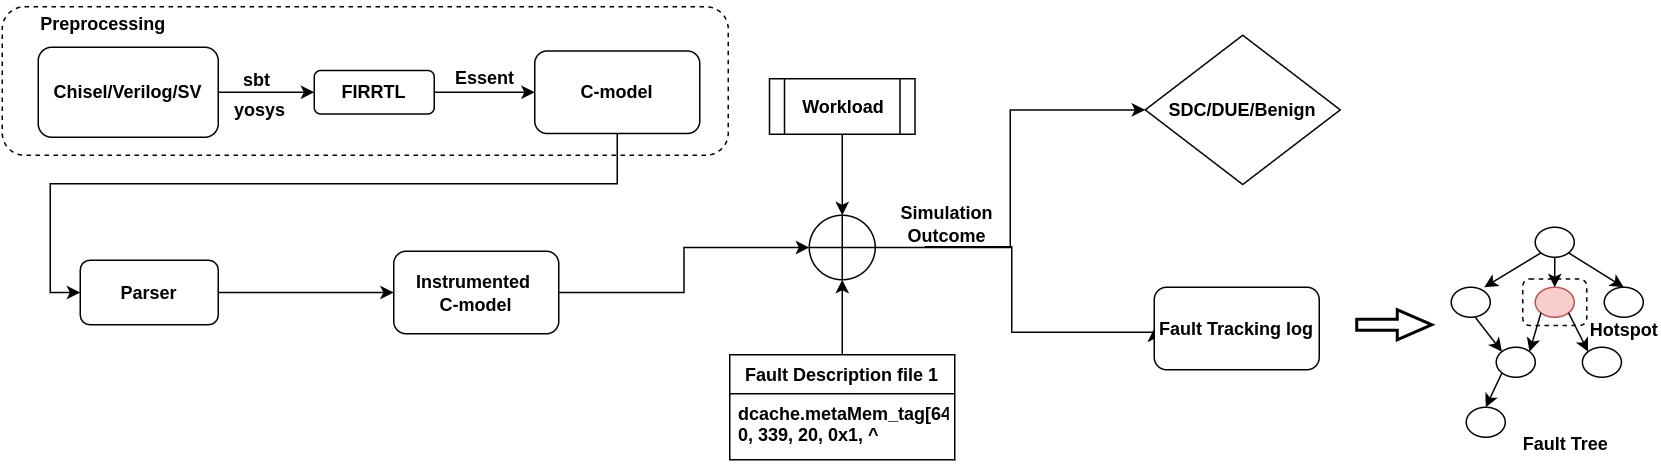 Preprocessing
Chisel/Verilog/SV
sbt
yosys
FIRRTL
Essent
C-model
Workload
SDC/DUE/Benign
Simulation
Outcome
Parser
Instrumented
C-model
Fault Tracking log
Hotspot
Fault Description file 1
dcache.metaMem_tag[64
0, 339, 20, 0x1, ^
Fault Tree